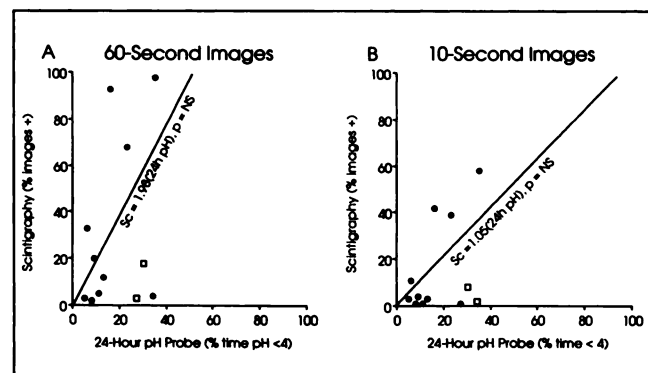 A 60-Second Images
Scintigraphy (% images +)
100
80
60
40
20
0
Sc = 1.98(24h pH), p = NS
0 20 40 60 80 100
24-Hour pH Probe (% time pH <4)
B 10-Second Images
Scintigraphy (% images +)
100
80
60
40
20
0
Sc = 1.05(24h pH), p = NS
0 20 40 60 80 100
24-Hour pH Probe (% time < 4)